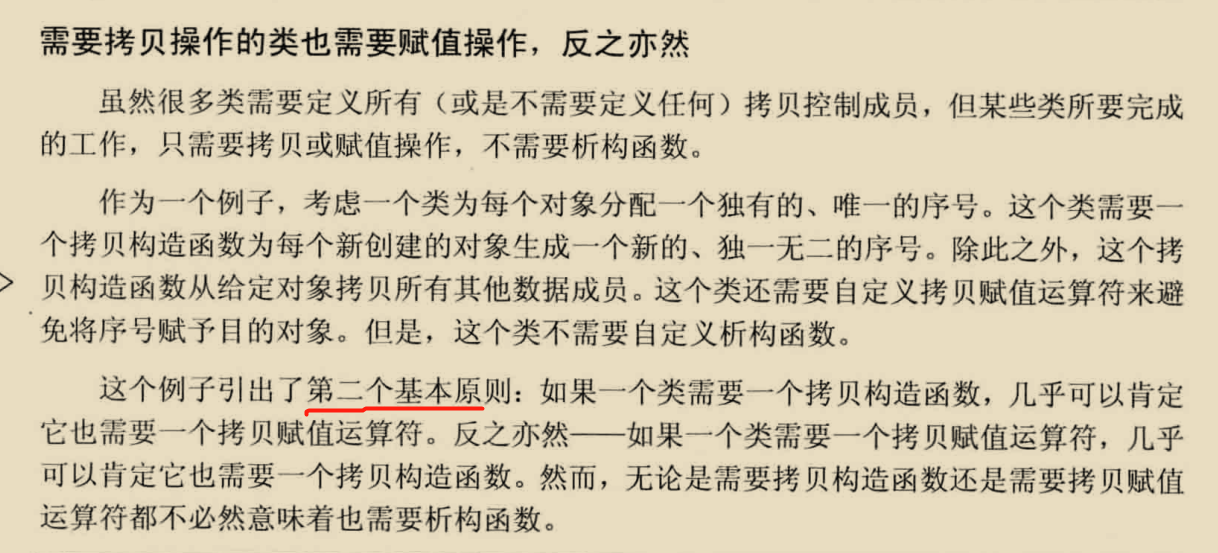 需要拷贝操作的类也需要赋值操作，反之亦然
虽然很多类需要定义所有（或是不需要定义任何）拷贝控制成员，但某些类所要完成
的工作，只需要拷贝或赋值操作，不需要析构函数。
作为一个例子，考虑一个类为每个对象分配一个独有的、唯一的序号。这个类需要一
个拷贝构造函数为每个新创建的对象生成一个新的、独一无二的序号。除此之外，这个拷
贝构造函数从给定对象拷贝所有其他数据成员。这个类还需要自定义拷贝赋值运算符来避
免将序号赋予目的对象。但是，这个类不需要自定义析构函数。
这个例子引出了第二个基本原则：如果一个类需要一个拷贝构造函数，几乎可以肯定
它也需要一个拷贝赋值运算符。反之亦然——如果一个类需要一个拷贝赋值运算符，几乎
可以肯定它也需要一个拷贝构造函数。然而，无论是需要拷贝构造函数还是需要拷贝赋值
运算符都不必然意味着也需要析构函数。